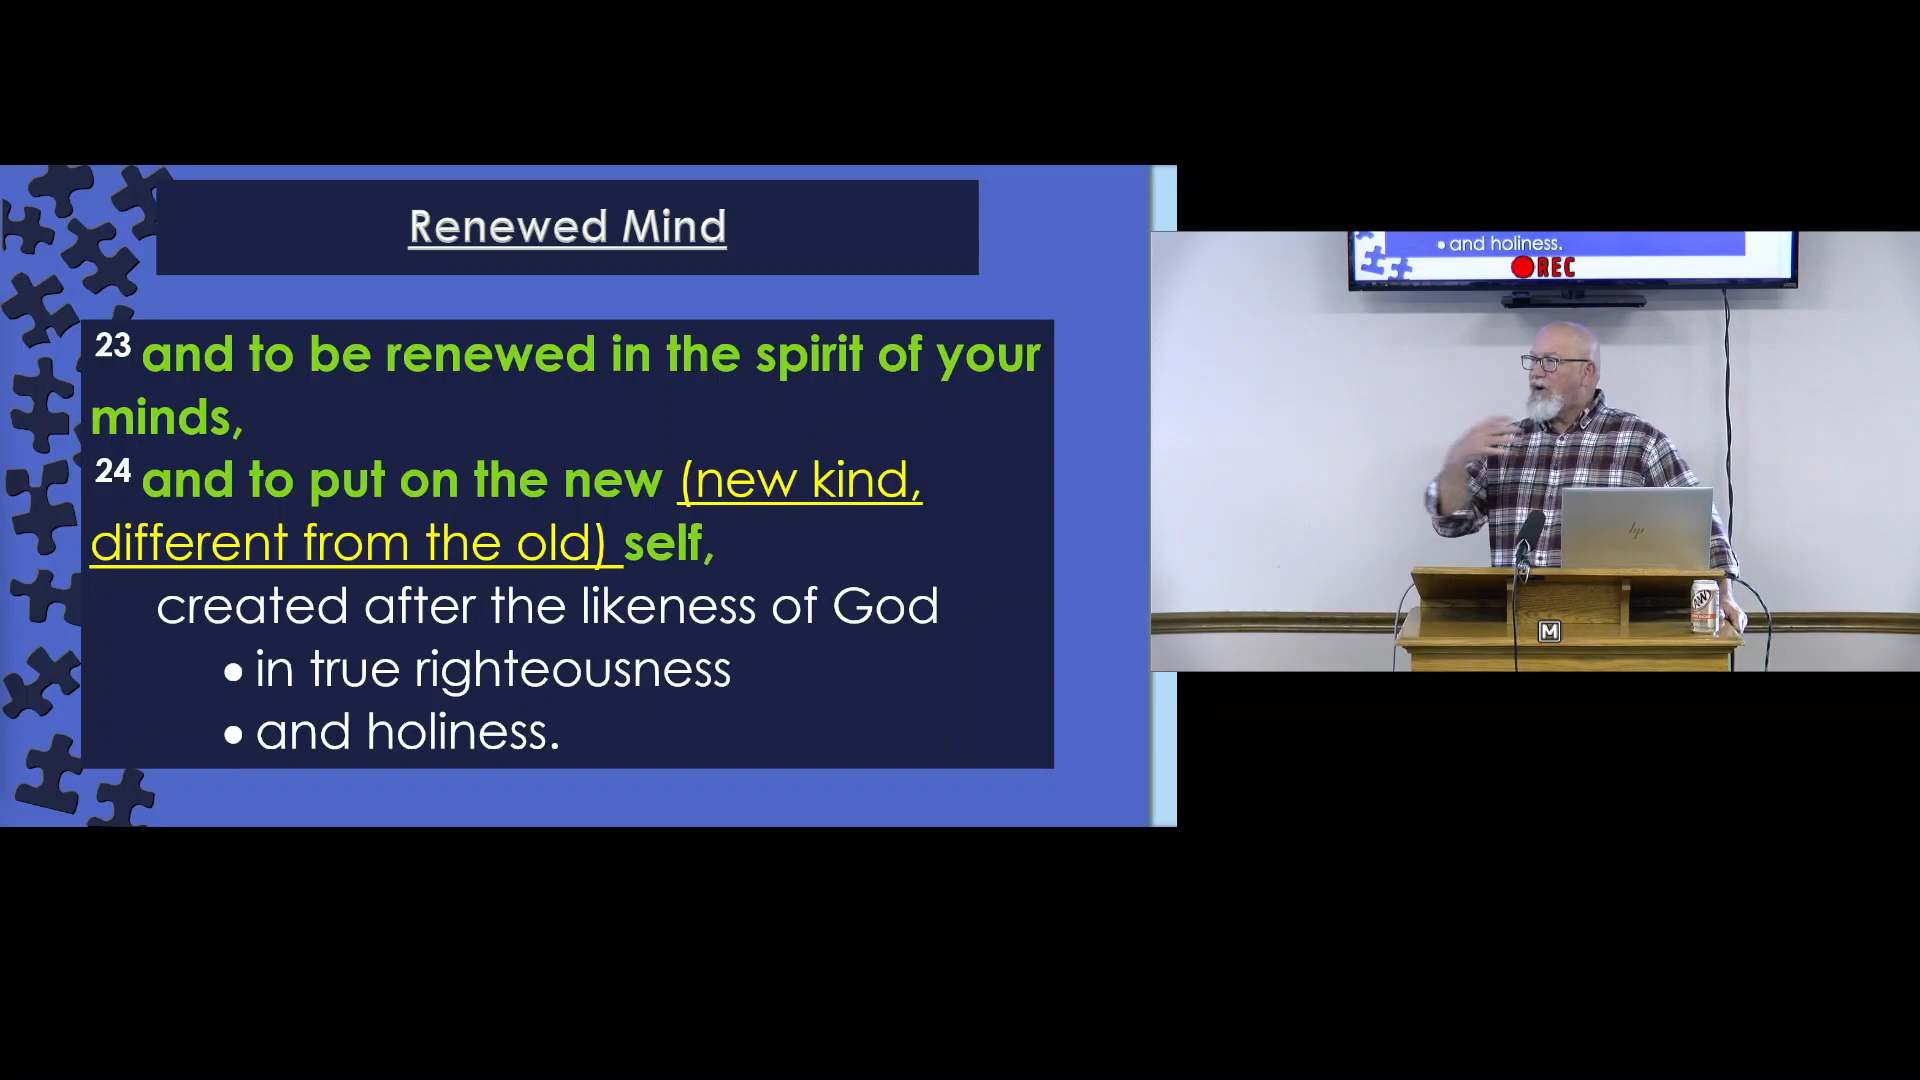 Renewed Mind
23 and to be renewed in the spirit of your
minds,
24 and to put on the new (new kind,
different from the old) self,
created after the likeness of God
• in true righteousness
• and holiness.
• and holiness.
REC
hp
A&W
M